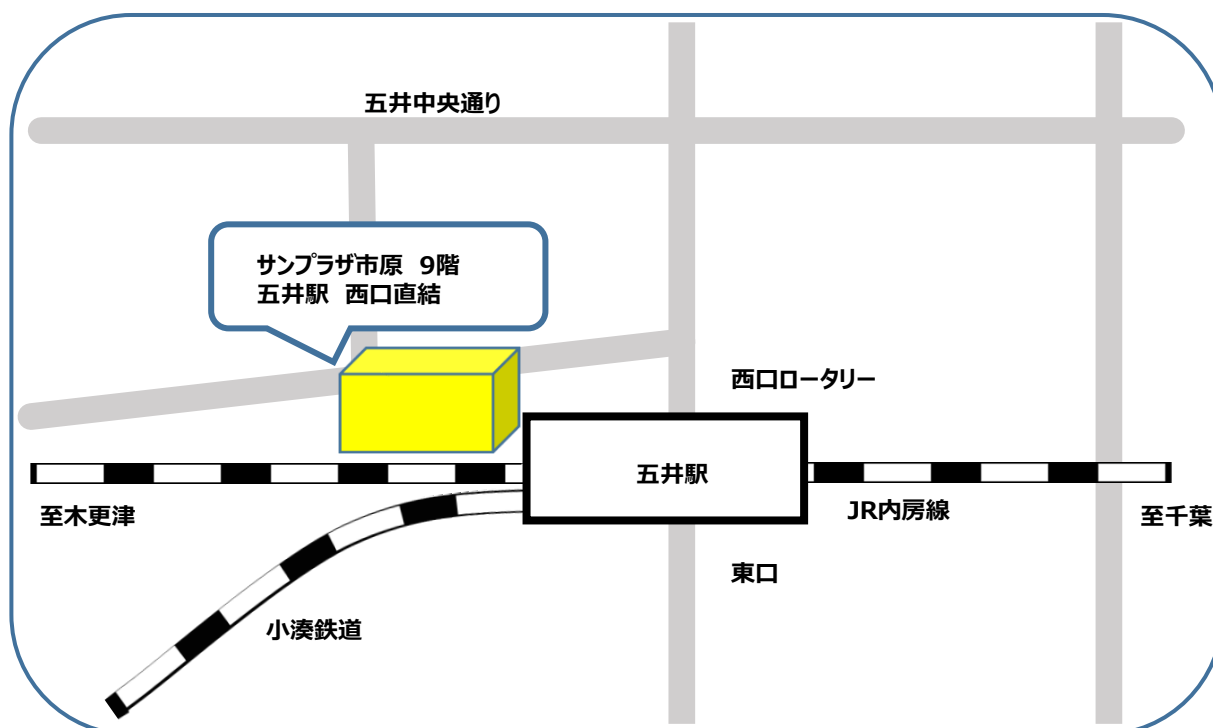 五井中央通り
サンプラザ市原 9階
五井駅 西口直結
西口ロータリー
五井駅
至木更津
JR内房線
至千葉
東口
小湊鉄道